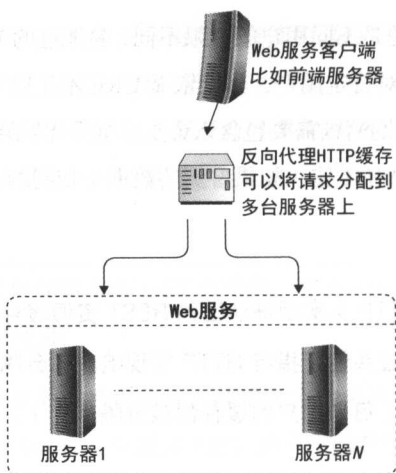 Web服务客户端
比如前端服务器
反向代理HTTP缓存
可以将请求分配到
多台服务器上
Web服务
服务器1
服务器N